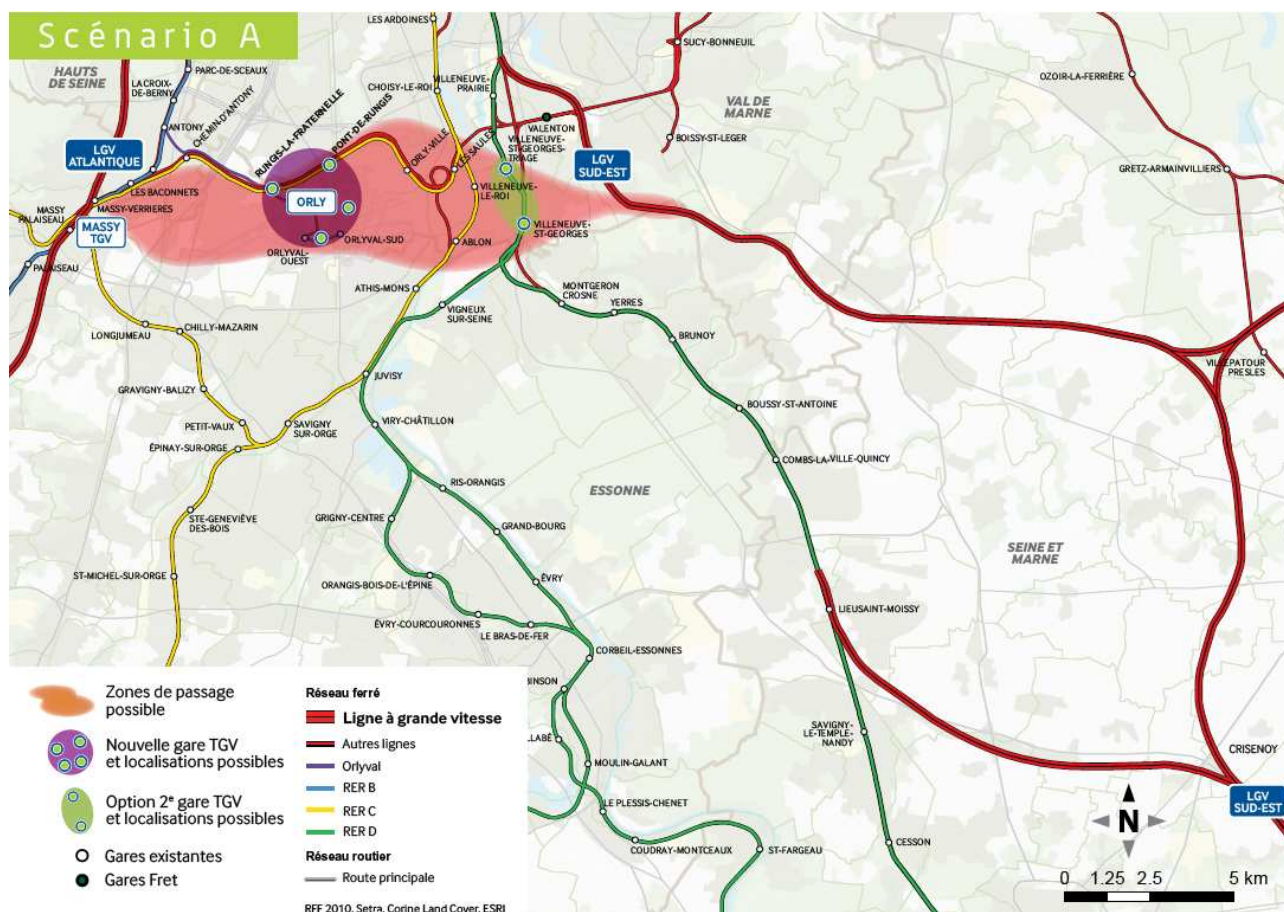 Scénario A
LES ARDOINES
SUCY-BONNEUIL
HAUTS
DE SEINE
PARC-DE-SCEAUX
OZOIR-LA-FERRIÈRE
LA CROIX-
DE-BERNY
CHOISY-LE-ROI
VILLENEUVE-
PRAIRIE
VAL DE
MARNE
ANTONY
CHEMIN-D'ANTONY
RUNGIS-LA-FRATERNELLE
PONT-DE-RUNGIS
ORLY-VILLE
LES SAULES
VALENTON
VILLENEUVE-
ST-GEORGES-
TRIAGE
BOISSY-ST-LEGER
LGV
ATLANTIQUE
LGV
SUD-EST
GRETZ-ARMAINVILLIERS
LES BACONNETS
ORLY
VILLENEUVE-
LE-ROI
MASSY-VERRIERES
MASSY
PALAISEAU
MASSY
TGV
VILLENEUVE-
ST-GEORGES
ORLYVAL-SUD
ORLYVAL-
OUEST
ABLON
PALAISEAU
ATHIS-MONS
MONTGERON
CROSNE
YERRES
VIGNEUX
SUR-SEINE
BRUNOY
LONGJUMEAU
CHILLY-MAZARIN
VILLEPATOUR
PRESLES
JUVISY
GRAVIGNY-BALIZY
BOUSSY-ST-ANTOINE
PETIT-VAUX
SAVIGNY
SUR-ORGE
VIRY-CHÂTILLON
ÉPINAY-SUR-ORGE
COMBS-LA-VILLE-QUINCY
RIS-ORANGIS
ESSONNE
STE-GENEVIÈVE
DES-BOIS
GRIGNY-CENTRE
GRAND-BOURG
SEINE ET
MARNE
ST-MICHEL-SUR-ORGE
ORANGIS-BOIS-DE-L'ÉPINE
ÉVRY
LIEUSAINT-MOISSY
ÉVRY-COURCOURONNES
LE BRAS-DE-FER
CORBEIL-ESSONNES
BINSON
LLABÉ
SAVIGNY-
LE-TEMPLE-
NANDY
CRISENOY
MOULIN-GALANT
LE PLESSIS-CHENET
LGV
SUD-EST
COUDRAY-MONTCEAUX
ST-FARGEAU
CESSON
Zones de passage
possible
Nouvelle gare TGV
et localisations possibles
Option 2e gare TGV
et localisations possibles
Gares existantes
Gares Fret
Réseau ferré
Ligne à grande vitesse
Autres lignes
Orlyval
RER B
RER C
RER D
Réseau routier
Route principale
RFF 2010, Setra, Corine Land Cover, ESRI
N
0 1.25 2.5 5 km